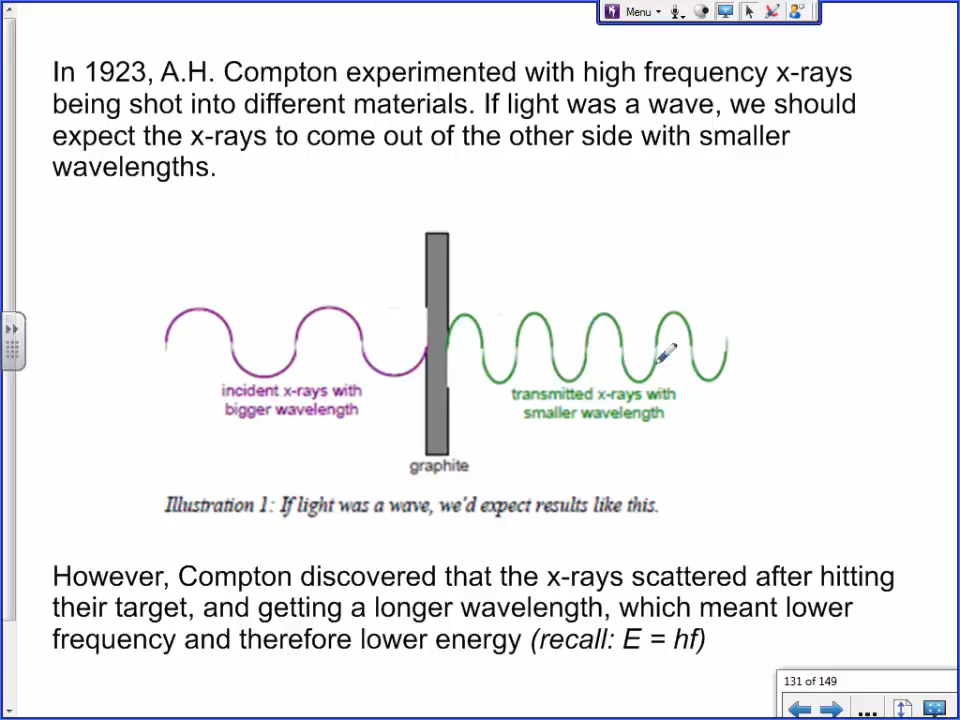 Menu
In 1923, A.H. Compton experimented with high frequency x-rays
being shot into different materials. If light was a wave, we should
expect the x-rays to come out of the other side with smaller
wavelengths.
incident x-rays with
bigger wavelength
transmitted x-rays with
smaller wavelength
graphite
Illustration 1: If light was a wave, we'd expect results like this.
However, Compton discovered that the x-rays scattered after hitting
their target, and getting a longer wavelength, which meant lower
frequency and therefore lower energy (recall: E = hf)
131 of 149